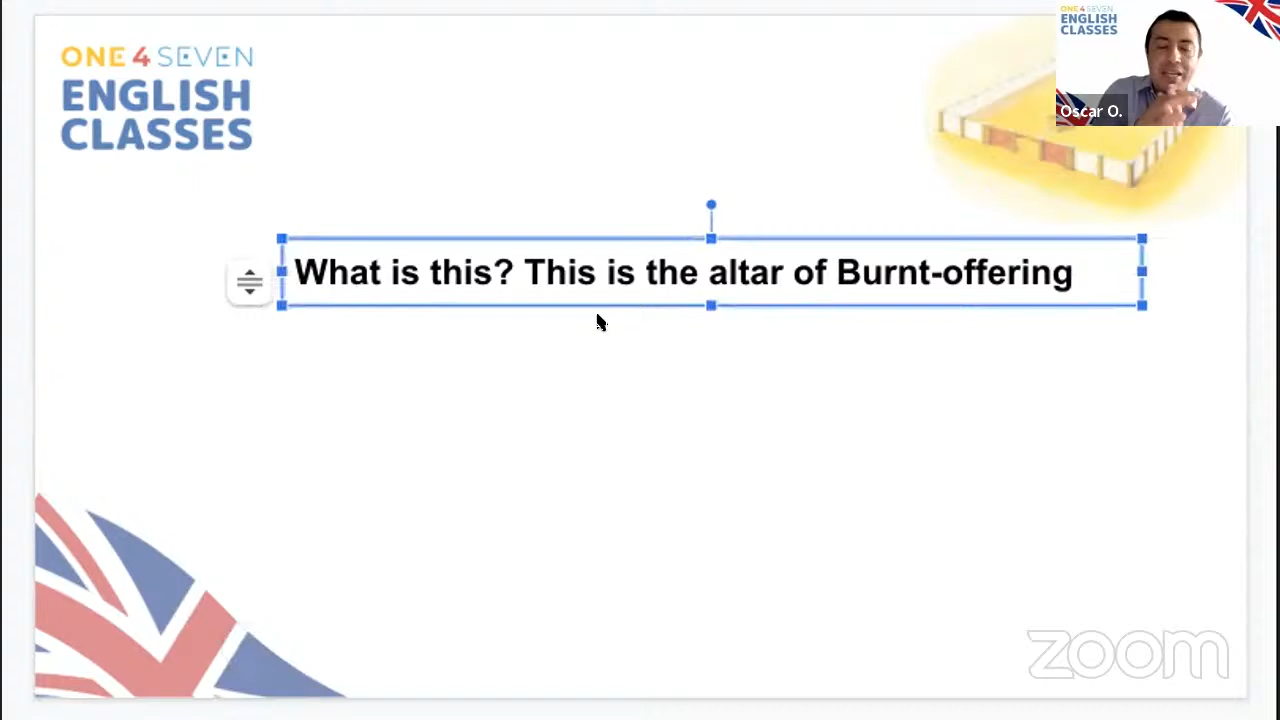 ONE 4 SEVEN
ENGLISH
CLASSES
ONE 4 SEVEN
ENGLISH
CLASSES
Oscar O.
What is this? This is the altar of Burnt-offering
zoom